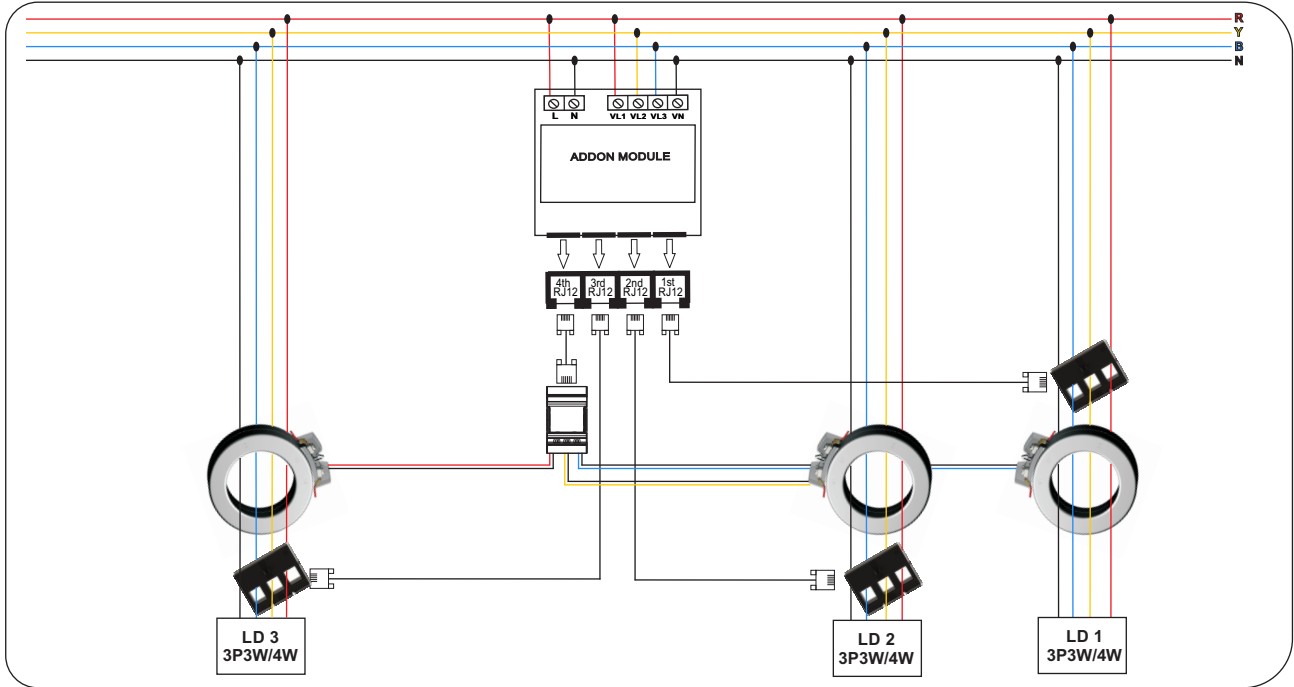 R
Y
B
N
L N VL1 VL2 VL3 VN
ADDON MODULE
4th 3rd 2nd 1st
RJ12 RJ12 RJ12 RJ12
LD 3
3P3W/4W
LD 2
3P3W/4W
LD 1
3P3W/4W